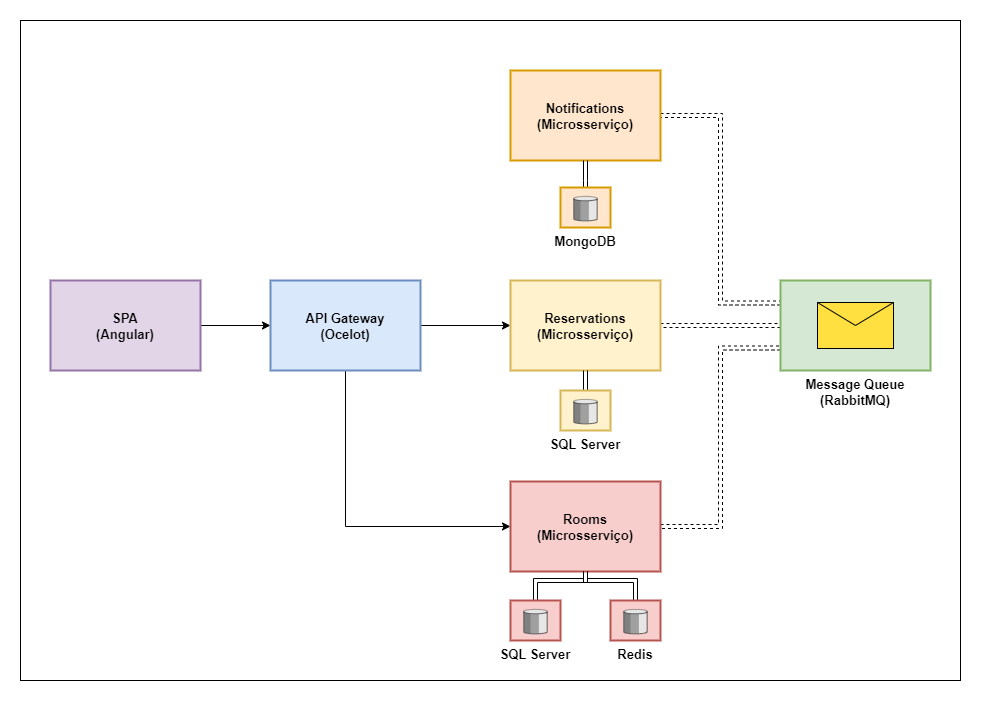 Notifications
(Microsserviço)
MongoDB
SPA
(Angular)
API Gateway
(Ocelot)
Reservations
(Microsserviço)
SQL Server
Message Queue
(RabbitMQ)
Rooms
(Microsserviço)
SQL Server
Redis